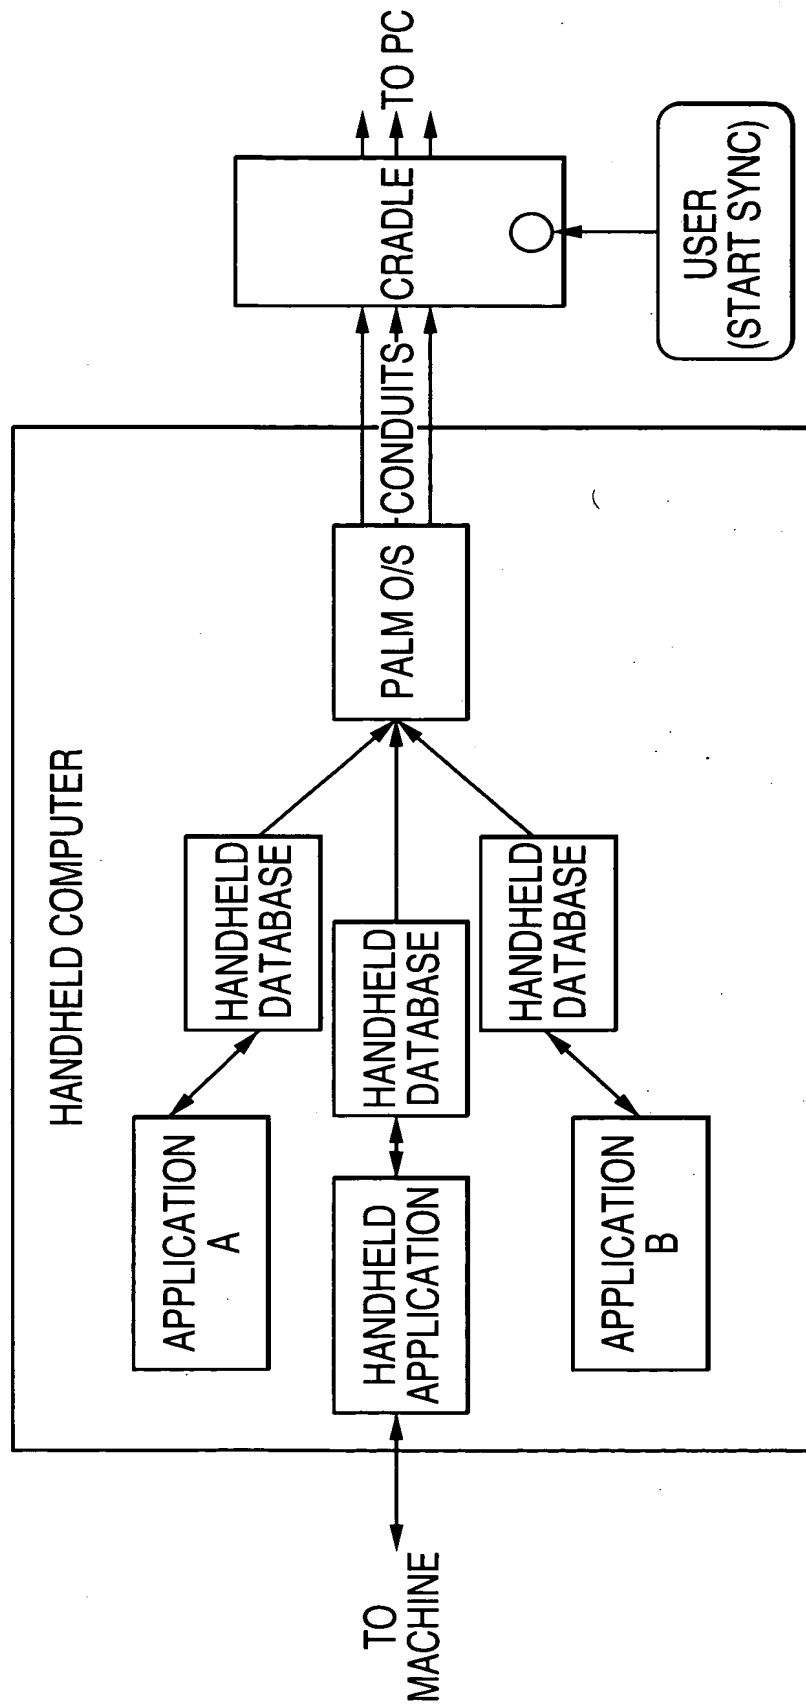 HANDHELD COMPUTER
TO
MACHINE
APPLICATION
A
HANDHELD
DATABASE
HANDHELD
APPLICATION
HANDHELD
DATABASE
APPLICATION
B
HANDHELD
DATABASE
PALM O/S
CONDUITS
CRADLE
TO PC
USER
(START SYNC)